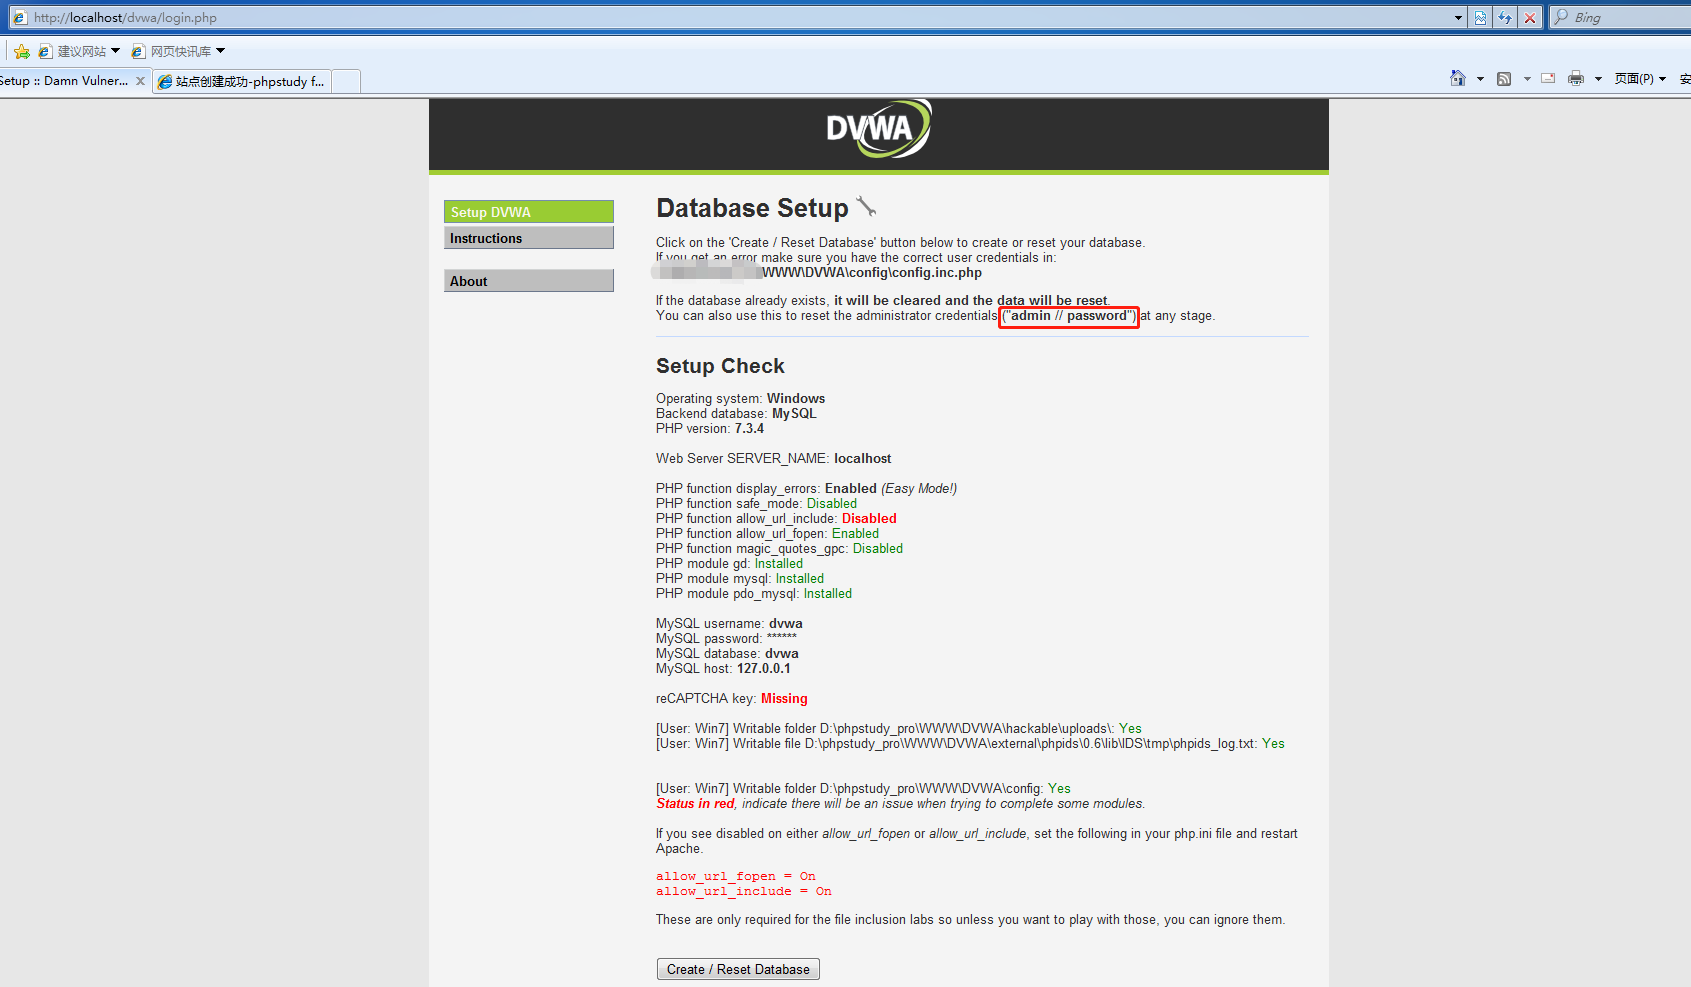 http://localhost/dvwa/login.php
Bing
建议网站
网页快讯库
Setup :: Damn Vulner...
站点创建成功-phpstudy f...
页面(P)
安
DVWA
Setup DVWA
Instructions
About
Database Setup
Click on the 'Create / Reset Database' button below to create or reset your database.
If you get an error make sure you have the correct user credentials in:
WWW\DVWA\config\config.inc.php
If the database already exists, it will be cleared and the data will be reset.
You can also use this to reset the administrator credentials ("admin // password") at any stage.
Setup Check
Operating system: Windows
Backend database: MySQL
PHP version: 7.3.4
Web Server SERVER_NAME: localhost
PHP function display_errors: Enabled (Easy Mode!)
PHP function safe_mode: Disabled
PHP function allow_url_include: Disabled
PHP function allow_url_fopen: Enabled
PHP function magic_quotes_gpc: Disabled
PHP module gd: Installed
PHP module mysql: Installed
PHP module pdo_mysql: Installed
MySQL username: dvwa
MySQL password: ******
MySQL database: dvwa
MySQL host: 127.0.0.1
reCAPTCHA key: Missing
[User: Win7] Writable folder D:\phpstudy_pro\WWW\DVWA\hackable\uploads\: Yes
[User: Win7] Writable file D:\phpstudy_pro\WWW\DVWA\external\phpids\0.6\lib\IDS\tmp\phpids_log.txt: Yes
[User: Win7] Writable folder D:\phpstudy_pro\WWW\DVWA\config: Yes
Status in red, indicate there will be an issue when trying to complete some modules.
If you see disabled on either allow_url_fopen or allow_url_include, set the following in your php.ini file and restart
Apache.
allow_url_fopen = On
allow_url_include = On
These are only required for the file inclusion labs so unless you want to play with those, you can ignore them.
Create / Reset Database